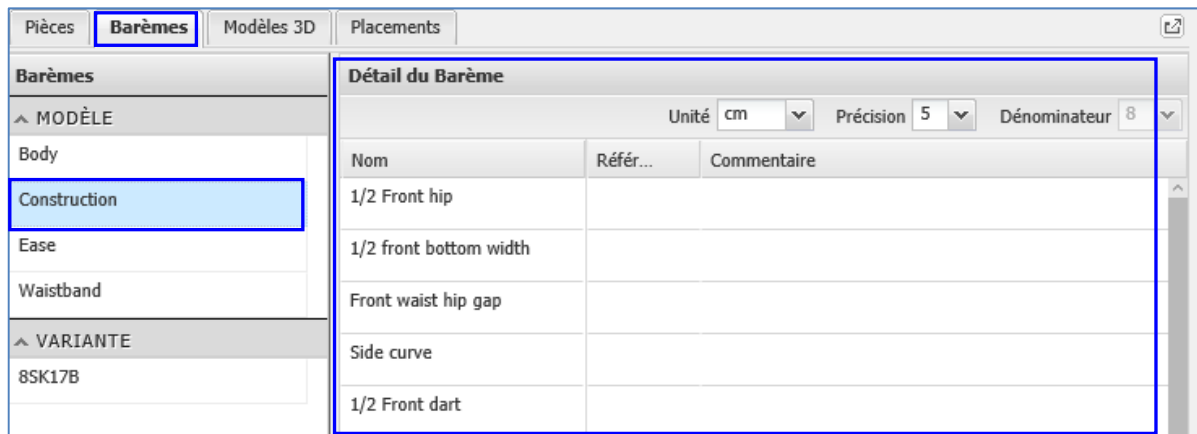 Pièces Barèmes Modèles 3D Placements
Barèmes
MODÈLE
Body
Construction
Ease
Waistband
VARIANTE
8SK17B
Détail du Barème
Unité cm Précision 5 Dénominateur 8
Nom Référ... Commentaire
1/2 Front hip
1/2 front bottom width
Front waist hip gap
Side curve
1/2 Front dart